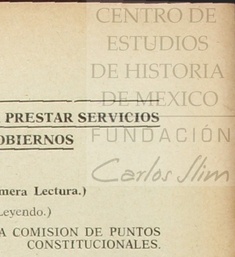 CENTRO DE
ESTUDIOS
DE HISTORIA
DE MEXICO
FUNDACIÓN
Carlos Slim
PRESTAR SERVICIOS
OBIERNOS
mera Lectura.)
Leyendo.)
A COMISION DE PUNTOS
CONSTITUCIONALES.